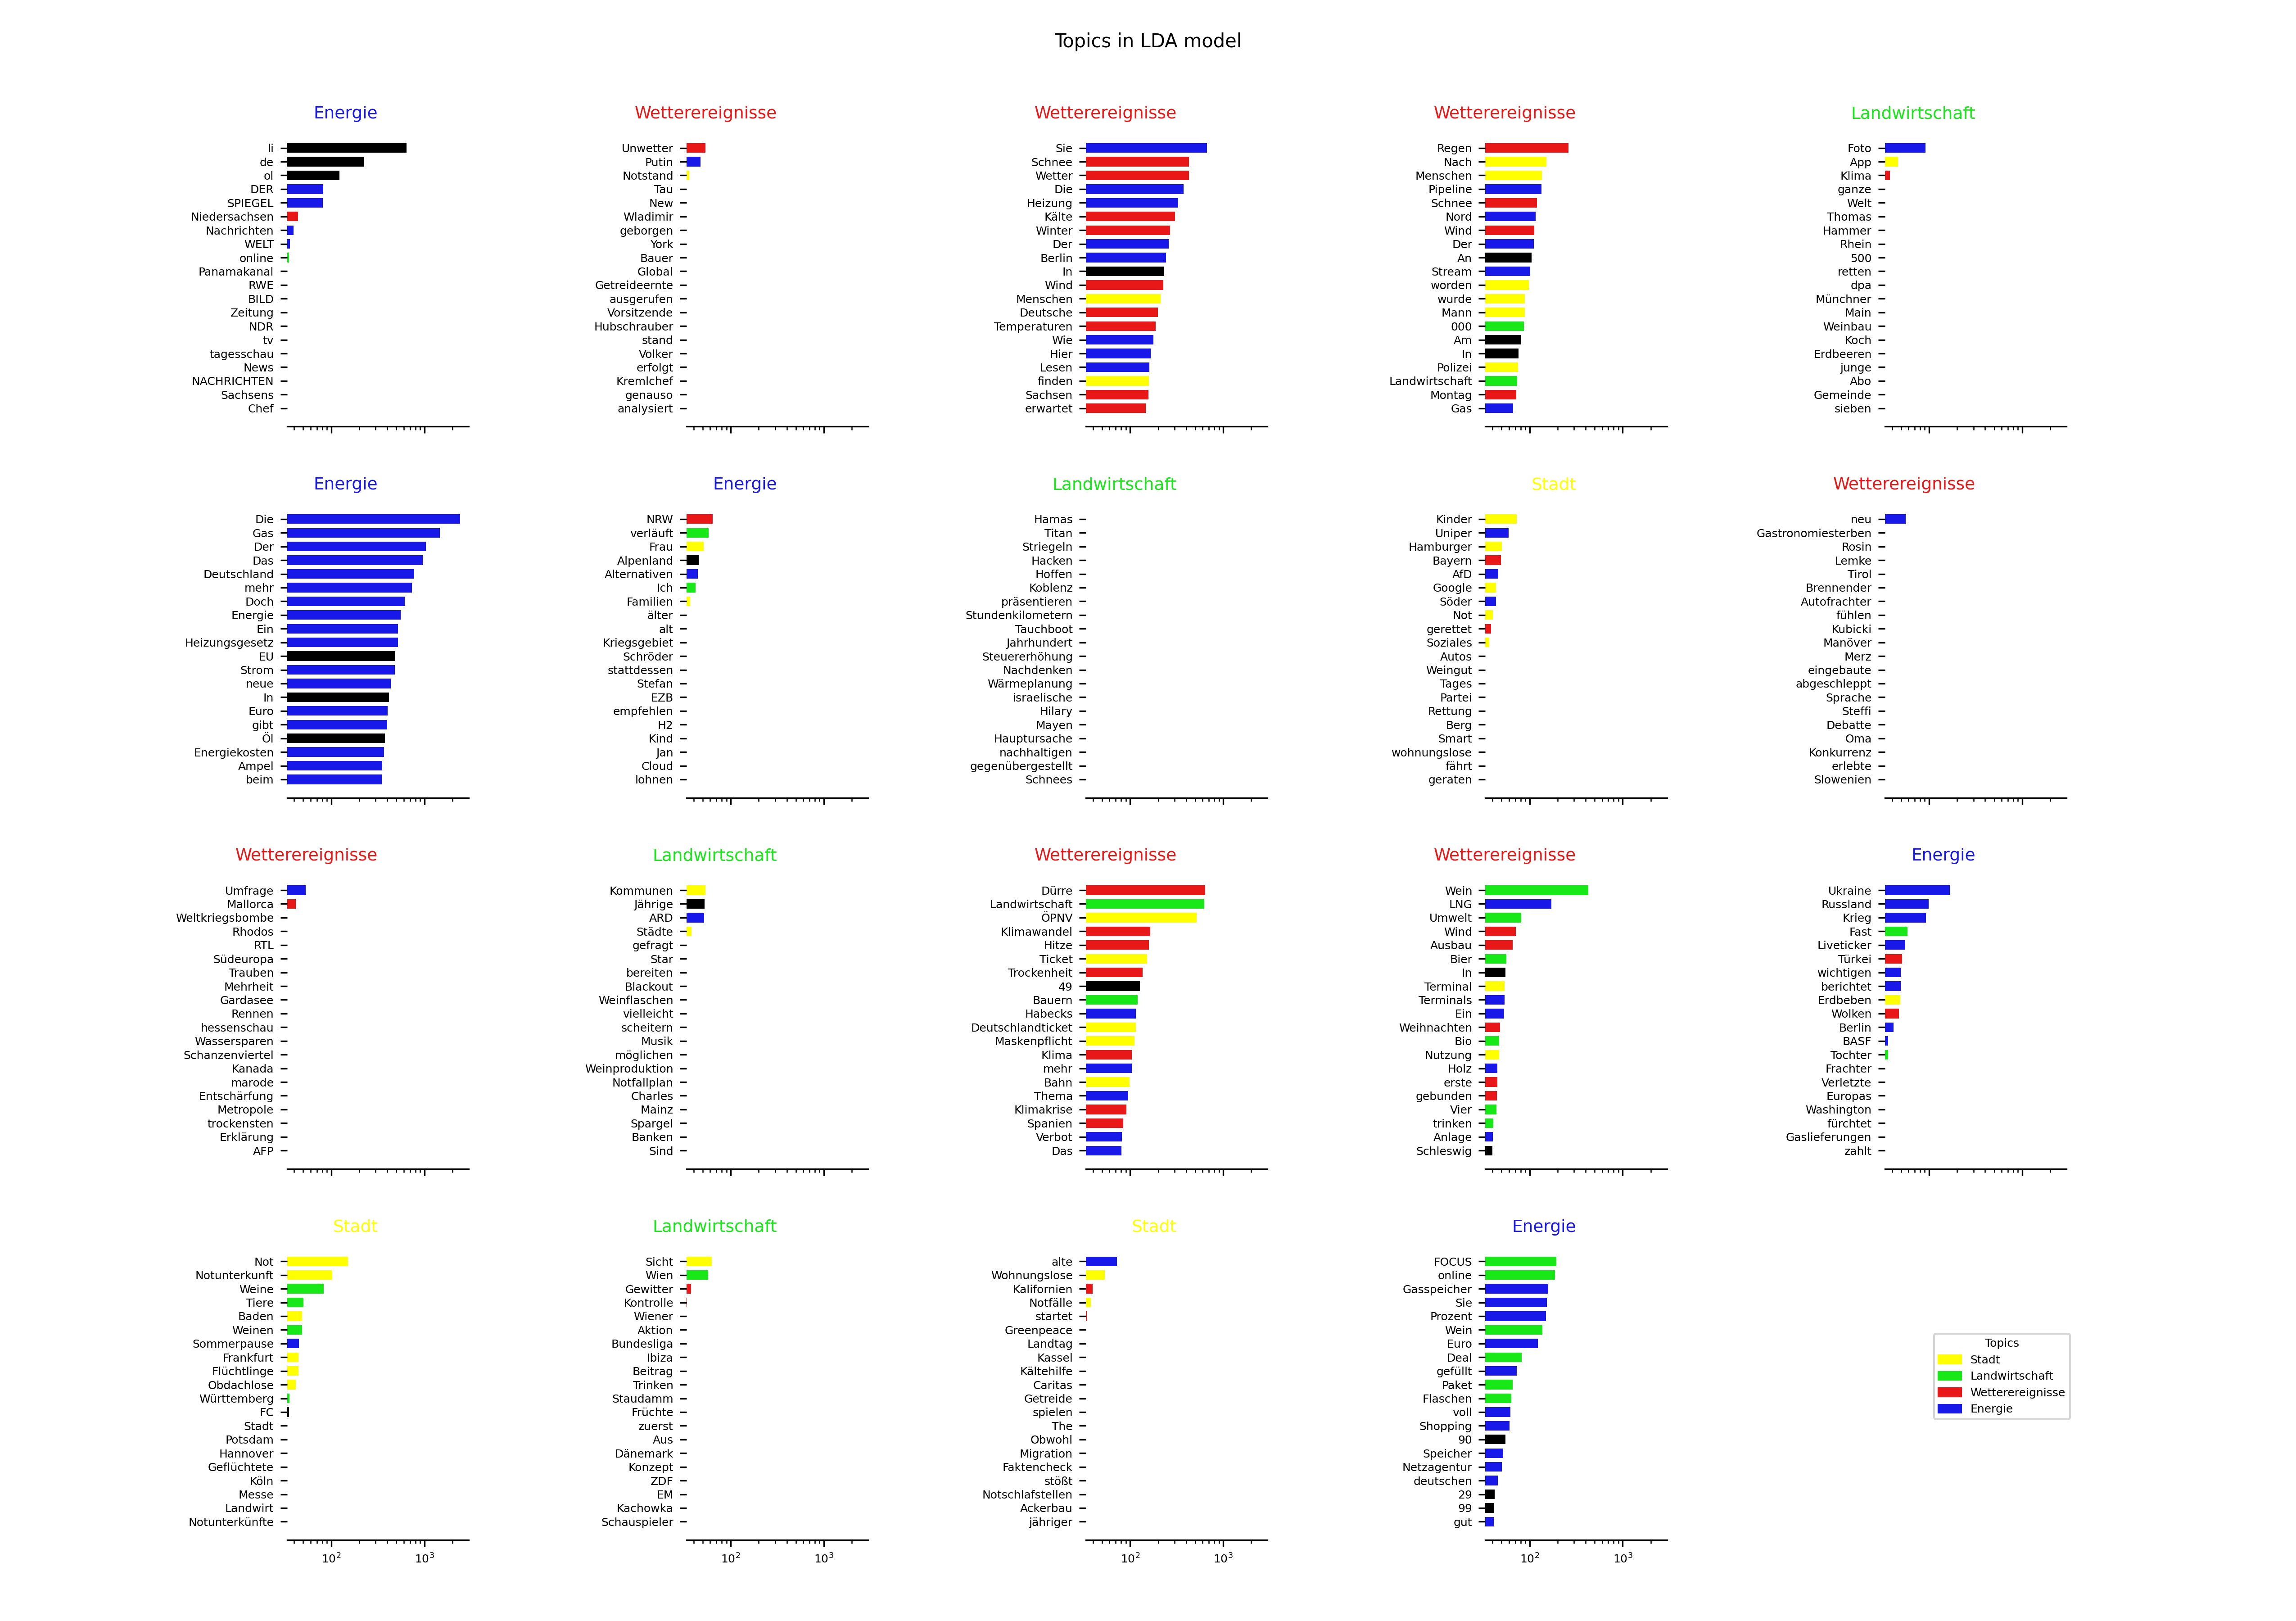 Topics in LDA model
Energie
li
de
ol
DER
SPIEGEL
Niedersachsen
Nachrichten
WELT
online
Panamakanal
RWE
BILD
Zeitung
NDR
tv
tagesschau
News
NACHRICHTEN
Sachsens
Chef
Wetterereignisse
Unwetter
Putin
Notstand
Tau
New
Wladimir
geborgen
York
Bauer
Global
Getreideernte
ausgerufen
Vorsitzende
Hubschrauber
stand
Volker
erfolgt
Kremlchef
genauso
analysiert
Wetterereignisse
Sie
Schnee
Wetter
Die
Heizung
Kälte
Winter
Der
Berlin
In
Wind
Menschen
Deutsche
Temperaturen
Wie
Hier
Lesen
finden
Sachsen
erwartet
Wetterereignisse
Regen
Nach
Menschen
Pipeline
Schnee
Nord
Wind
Der
An
Stream
worden
wurde
Mann
000
Am
In
Polizei
Landwirtschaft
Montag
Gas
Landwirtschaft
Foto
App
Klima
ganze
Welt
Thomas
Hammer
Rhein
500
retten
dpa
Münchner
Main
Weinbau
Koch
Erdbeeren
junge
Abo
Gemeinde
sieben
Energie
Die
Gas
Der
Das
Deutschland
mehr
Doch
Energie
Ein
Heizungsgesetz
EU
Strom
neue
In
Euro
gibt
Öl
Energiekosten
Ampel
beim
Energie
NRW
verläuft
Frau
Alpenland
Alternativen
Ich
Familien
älter
alt
Kriegsgebiet
Schröder
stattdessen
Stefan
EZB
empfehlen
H2
Kind
Jan
Cloud
lohnen
Landwirtschaft
Hamas
Titan
Striegeln
Hacken
Hoffen
Koblenz
präsentieren
Stundenkilometern
Tauchboot
Jahrhundert
Steuererhöhung
Nachdenken
Wärmeplanung
israelische
Hilary
Mayen
Hauptursache
nachhaltigen
gegenübergestellt
Schnees
Stadt
Kinder
Uniper
Hamburger
Bayern
AfD
Google
Söder
Not
gerettet
Soziales
Autos
Weingut
Tages
Partei
Rettung
Berg
Smart
wohnungslose
fährt
geraten
Wetterereignisse
neu
Gastronomiesterben
Rosin
Lemke
Tirol
Brennender
Autofrachter
fühlen
Kubicki
Manöver
Merz
eingebaute
abgeschleppt
Sprache
Steffi
Debatte
Oma
Konkurrenz
erlebte
Slowenien
Wetterereignisse
Umfrage
Mallorca
Weltkriegsbombe
Rhodos
RTL
Südeuropa
Trauben
Mehrheit
Gardasee
Rennen
hessenschau
Wassersparen
Schanzenviertel
Kanada
marode
Entschärfung
Metropole
trockensten
Erklärung
AFP
Landwirtschaft
Kommunen
Jährige
ARD
Städte
gefragt
Star
bereiten
Blackout
Weinflaschen
vielleicht
scheitern
Musik
möglichen
Weinproduktion
Notfallplan
Charles
Mainz
Spargel
Banken
Sind
Wetterereignisse
Dürre
Landwirtschaft
ÖPNV
Klimawandel
Hitze
Ticket
Trockenheit
49
Bauern
Habecks
Deutschlandticket
Maskenpflicht
Klima
mehr
Bahn
Thema
Klimakrise
Spanien
Verbot
Das
Wetterereignisse
Wein
LNG
Umwelt
Wind
Ausbau
Bier
In
Terminal
Terminals
Ein
Weihnachten
Bio
Nutzung
Holz
erste
gebunden
Vier
trinken
Anlage
Schleswig
Energie
Ukraine
Russland
Krieg
Fast
Liveticker
Türkei
wichtigen
berichtet
Erdbeben
Wolken
Berlin
BASF
Tochter
Frachter
Verletzte
Europas
Washington
fürchtet
Gaslieferungen
zahlt
Stadt
Not
Notunterkunft
Weine
Tiere
Baden
Weinen
Sommerpause
Frankfurt
Flüchtlinge
Obdachlose
Württemberg
FC
Stadt
Potsdam
Hannover
Geflüchtete
Köln
Messe
Landwirt
Notunterkünfte
10² 10³
Landwirtschaft
Sicht
Wien
Gewitter
Kontrolle
Wiener
Aktion
Bundesliga
Ibiza
Beitrag
Trinken
Staudamm
Früchte
zuerst
Aus
Dänemark
Konzept
ZDF
EM
Kachowka
Schauspieler
10² 10³
Stadt
alte
Wohnungslose
Kalifornien
Notfälle
startet
Greenpeace
Landtag
Kassel
Kältehilfe
Caritas
Getreide
spielen
The
Obwohl
Migration
Faktencheck
stößt
Notschlafstellen
Ackerbau
jähriger
10² 10³
Energie
FOCUS
online
Gasspeicher
Sie
Prozent
Wein
Euro
Deal
gefüllt
Paket
Flaschen
voll
Shopping
90
Speicher
Netzagentur
deutschen
29
99
gut
10² 10³
Topics
Stadt
Landwirtschaft
Wetterereignisse
Energie